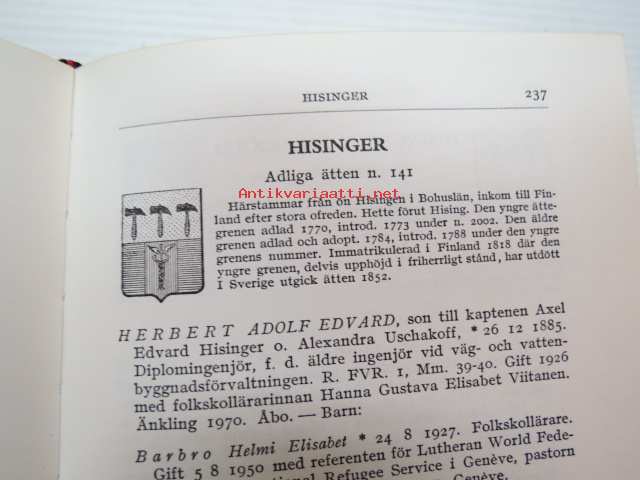 HISINGER 237
HISINGER
Adliga ätten n. 141
Antikvariaatti.net
Härstammar från ön Hisingen i Bohuslän, inkom till Fin-
land efter stora ofreden. Hette förut Hising. Den yngre ätte-
grenen adlad 1770, introd. 1773 under n. 2002. Den äldre
grenen adlad och adopt. 1784, introd. 1788 under den yngre
grenens nummer. Immatrikulerad i Finland 1818 där den
yngre grenen, delvis upphöjd i friherrligt stånd, har utdött
I Sverige utgick ätten 1852.
HERBERT ADOLF EDVARD, son till kaptenen Axel
Edvard Hisinger o. Alexandra Uschakoff, * 26 12 1885.
Diplomingenjör, f. d. äldre ingenjör vid väg- och vatten-
byggnadsförvaltningen. R. FVR. 1, Mm. 39-40. Gift 1926
med folkskollärarinnan Hanna Gustava Elisabet Viitanen.
Änkling 1970. Åbo. — Barn:
Barbro Helmi Elisabet * 24 8 1927. Folkskollärare.
Gift 5 8 1950 med referenten för Lutheran World Fede-
Refugee Service i Genève, pastorn
Genève.